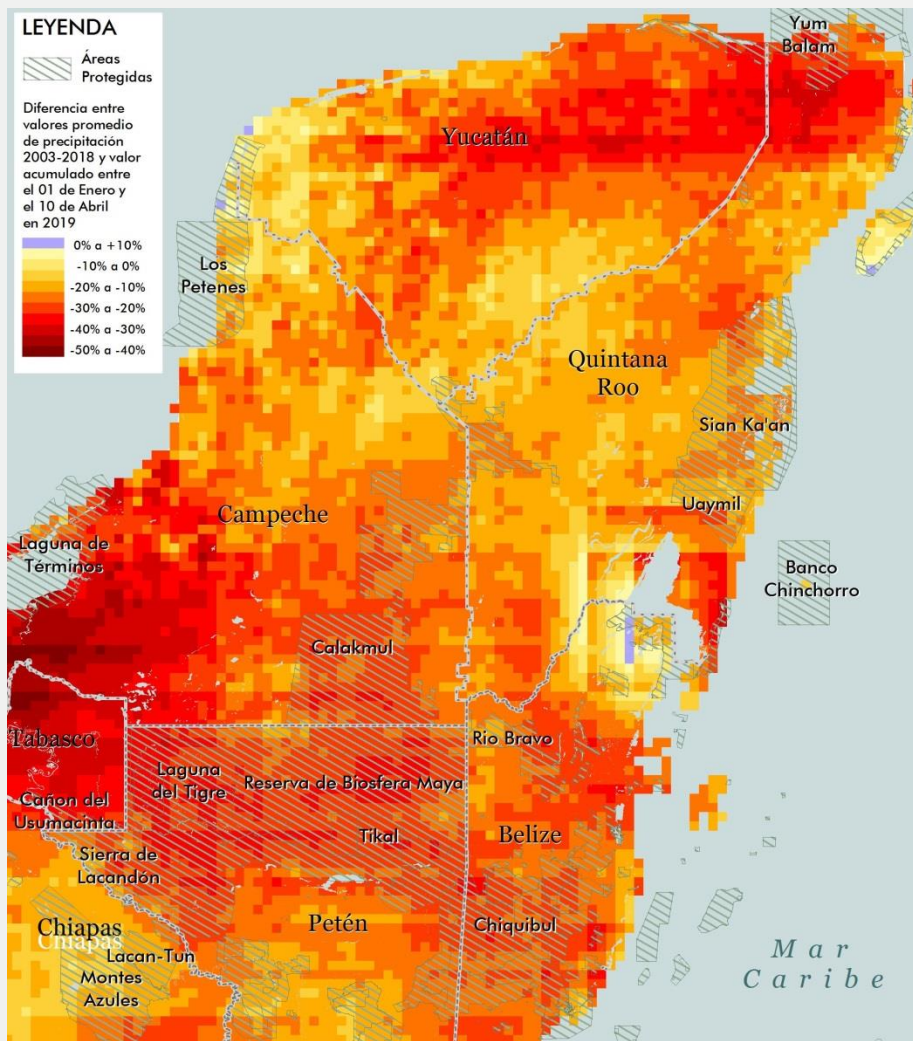 LEYENDA
Áreas
Protegidas
Diferencia entre
valores promedio
de precipitación
2003-2018 y valor
acumulado entre
el 01 de Enero y
el 10 de Abril
en 2019
0% a +10%
-10% a 0%
-20% a -10%
-30% a -20%
-40% a -30%
-50% a -40%
Yum
Balam
Yucatán
Los
Petenes
Quintana
Roo
Sian Ka'an
Uaymil
Campeche
Laguna de
Términos
Banco
Chinchorro
Calakmul
Tabasco
Rio Bravo
Laguna
del Tigre
Reserva de Biosfera Maya
Cañon del
Usumacinta
Tikal
Belize
Sierra de
Lacandón
Petén
Chiquibul
Chiapas
Chiapas
Lacan-Tun
Montes
Azules
Mar
Caribe